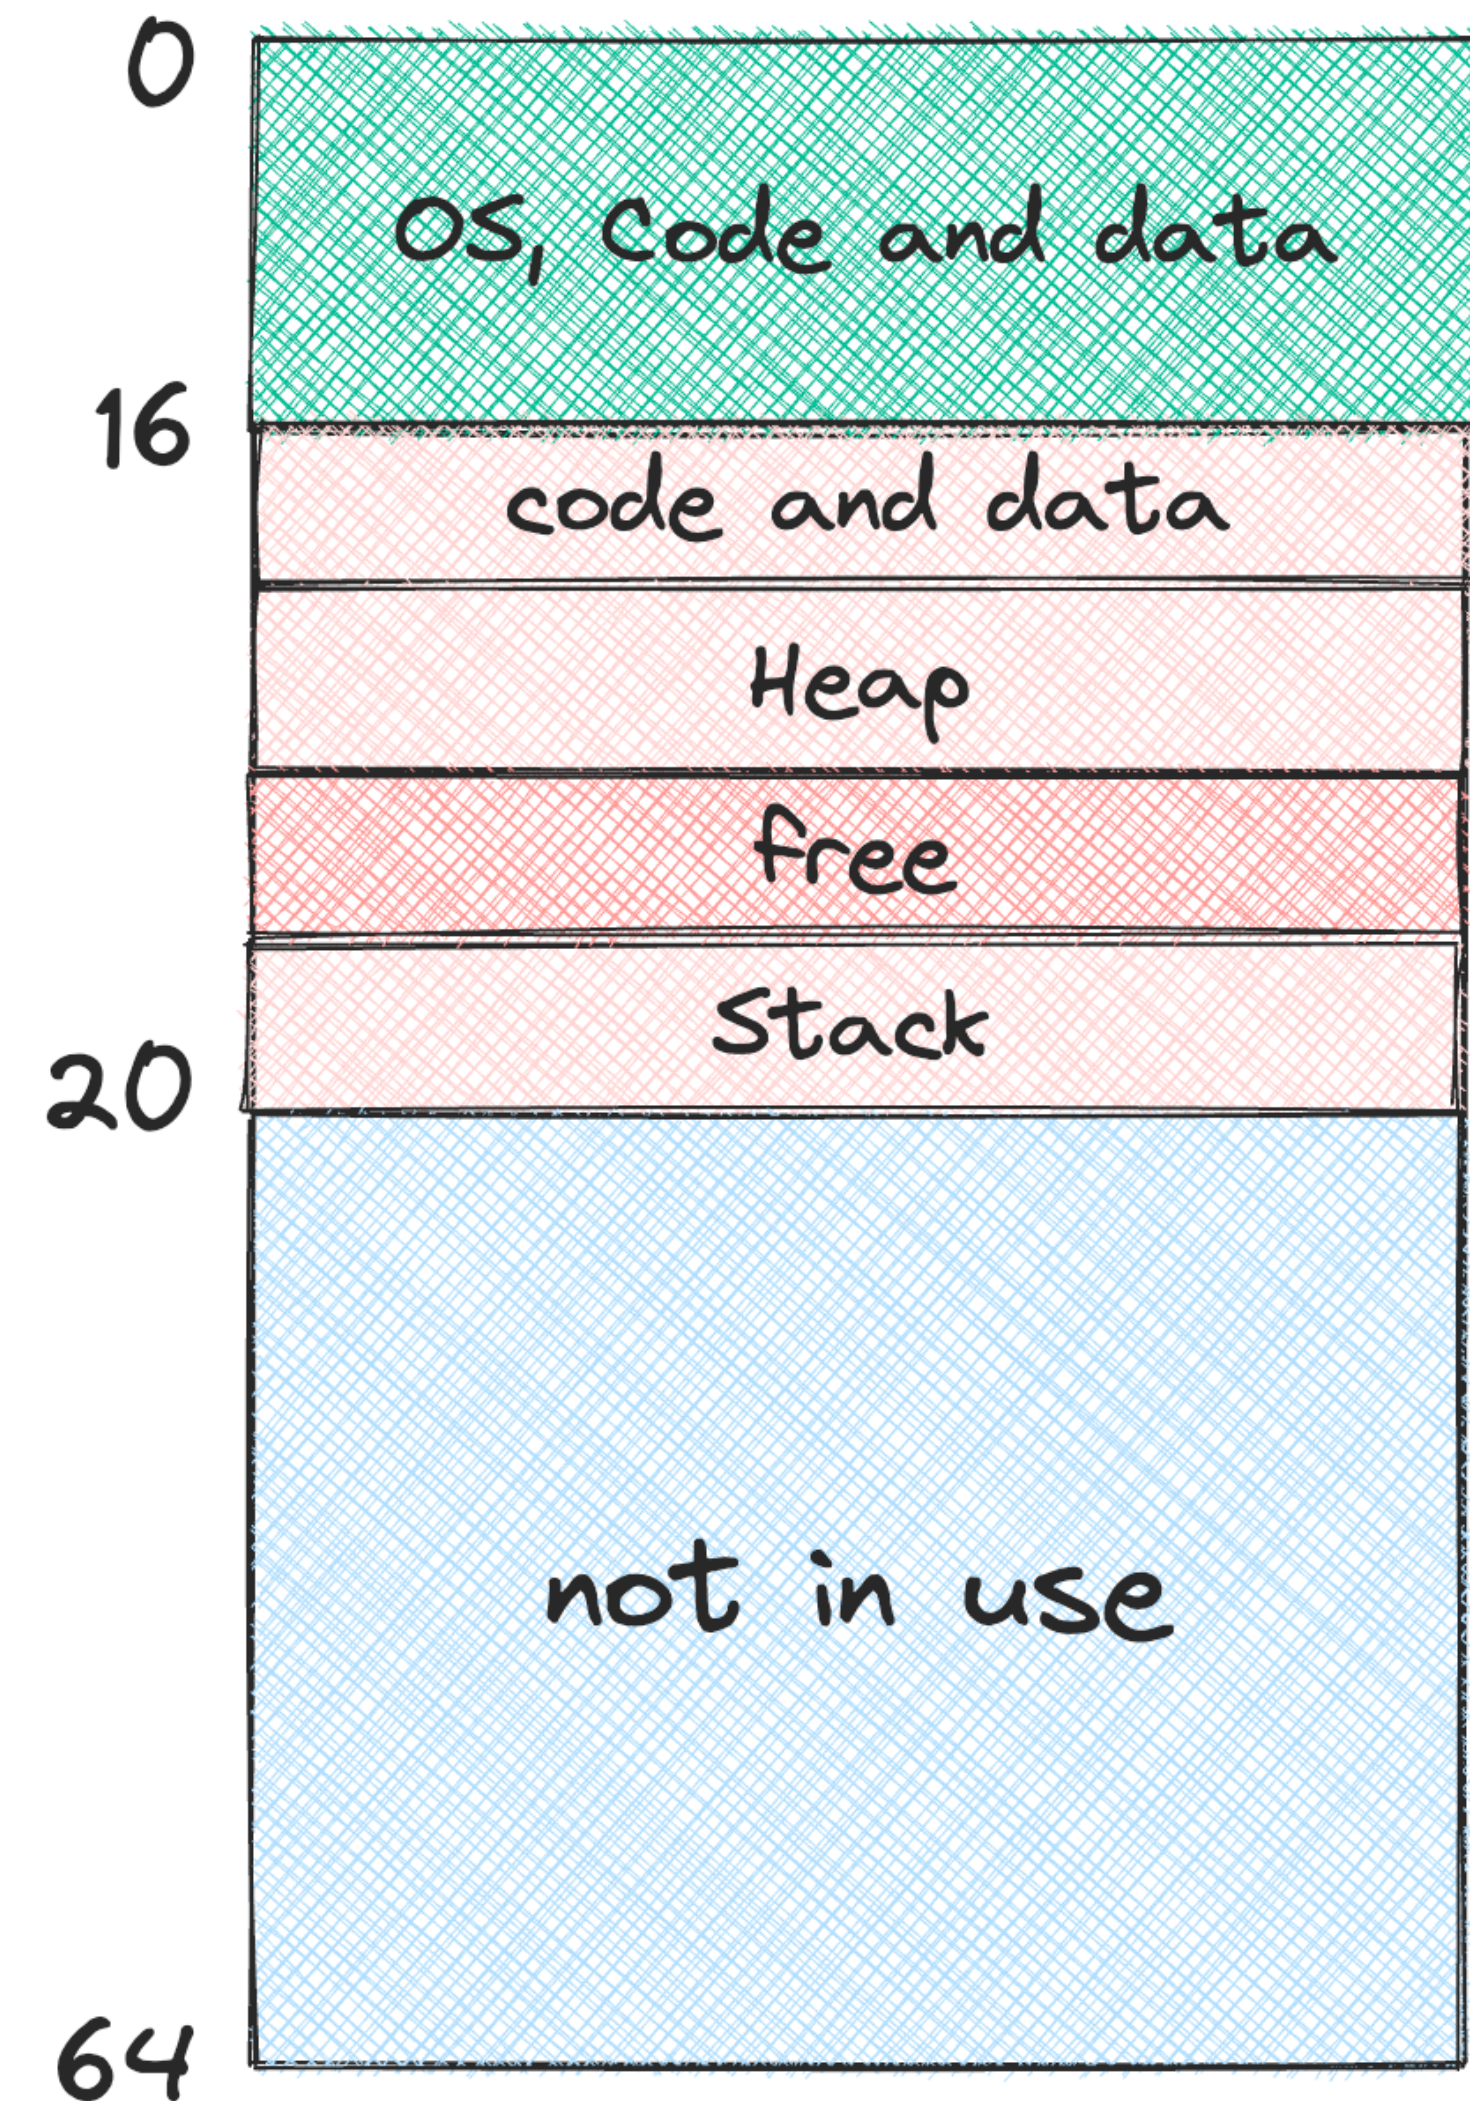 0
OS, Code and data
16
code and data
Heap
free
Stack
20
not in use
64